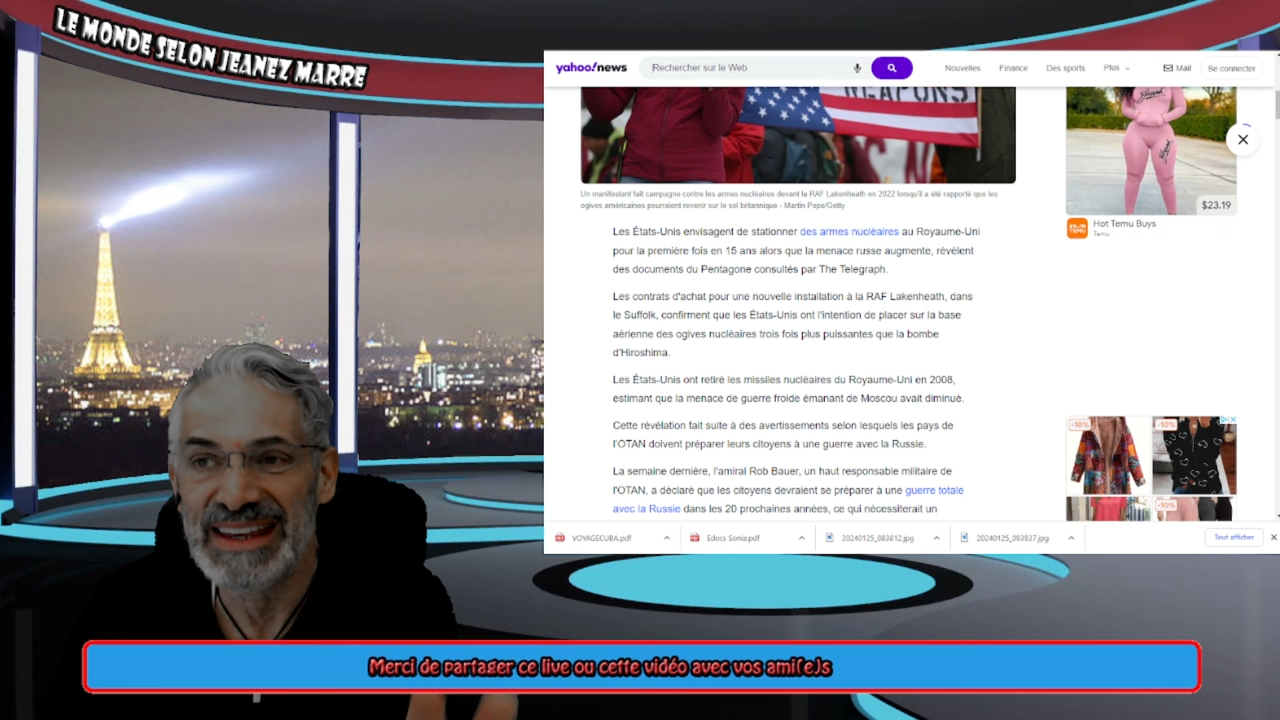 LE MONDE SELON JEANEZ MARRE
yahoo!news
Rechercher sur le Web
Nouvelles
Finance
Des sports
Plus
Mail
Se connecter
WEAPONS
$23.19
Hot Temu Buys
Temu
Un manifestant fait campagne contre les armes nucléaires devant la RAF Lakenheath en 2022 lorsqu'il a été rapporté que les
ogives américaines pourraient revenir sur le sol britannique - Martin Pope/Getty
Les États-Unis envisagent de stationner des armes nucléaires au Royaume-Uni
pour la première fois en 15 ans alors que la menace russe augmente, révèlent
des documents du Pentagone consultés par The Telegraph.
Les contrats d'achat pour une nouvelle installation à la RAF Lakenheath, dans
le Suffolk, confirment que les États-Unis ont l'intention de placer sur la base
aérienne des ogives nucléaires trois fois plus puissantes que la bombe
d'Hiroshima.
Les États-Unis ont retiré les missiles nucléaires du Royaume-Uni en 2008,
estimant que la menace de guerre froide émanant de Moscou avait diminué.
Cette révélation fait suite à des avertissements selon lesquels les pays de
l'OTAN doivent préparer leurs citoyens à une guerre avec la Russie.
La semaine dernière, l'amiral Rob Bauer, un haut responsable militaire de
l'OTAN, a déclaré que les citoyens devraient se préparer à une guerre totale
avec la Russie dans les 20 prochaines années, ce qui nécessiterait un
-10%
-10%
-10%
VOYAGECUBA.pdf
Edocs Sonia.pdf
20240125_083812.jpg
20240125_083837.jpg
Tout afficher
Merci de partager ce live ou cette vidéo avec vos ami(e)s